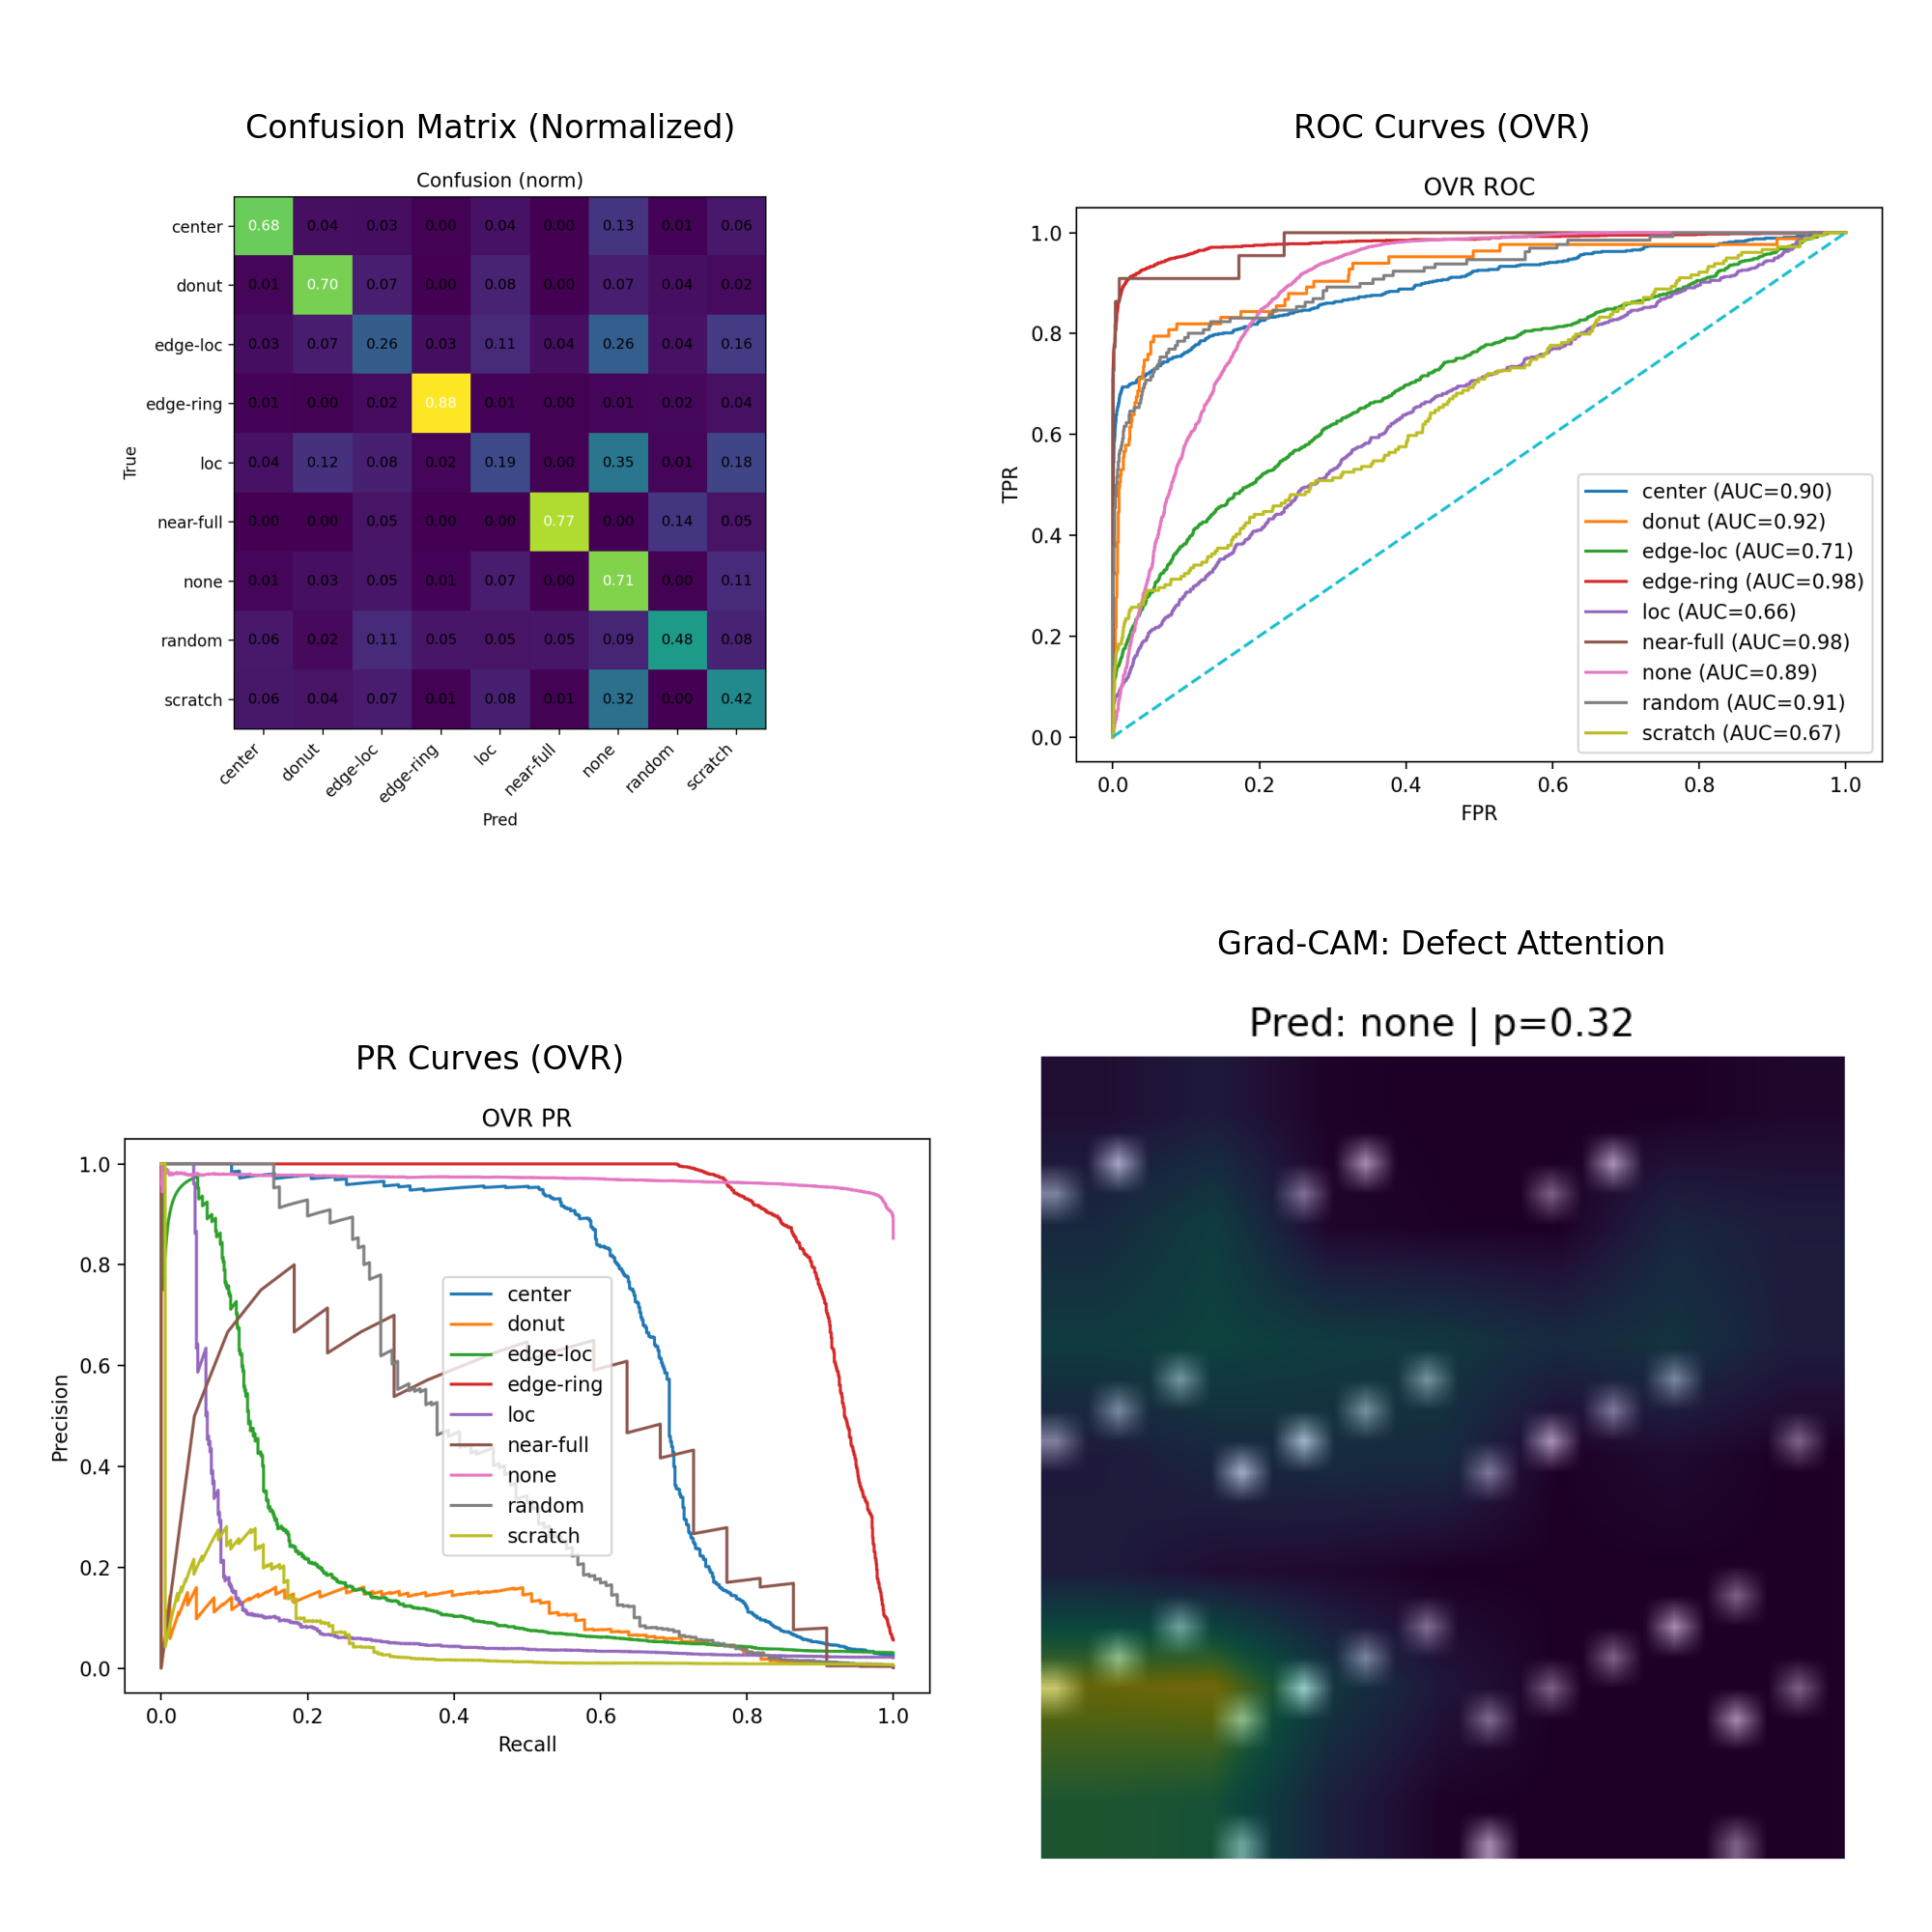 Confusion Matrix (Normalized)
Confusion (norm)
True
center 0.68 0.04 0.03 0.00 0.04 0.00 0.13 0.01 0.06
donut 0.01 0.70 0.07 0.00 0.08 0.00 0.07 0.04 0.02
edge-loc 0.03 0.07 0.26 0.03 0.11 0.04 0.26 0.04 0.16
edge-ring 0.01 0.00 0.02 0.88 0.01 0.00 0.01 0.02 0.04
loc 0.04 0.12 0.08 0.02 0.19 0.00 0.35 0.01 0.18
near-full 0.00 0.00 0.05 0.00 0.00 0.77 0.00 0.14 0.05
none 0.01 0.03 0.05 0.01 0.07 0.00 0.71 0.00 0.11
random 0.06 0.02 0.11 0.05 0.05 0.05 0.09 0.48 0.08
scratch 0.06 0.04 0.07 0.01 0.08 0.01 0.32 0.00 0.42
center donut edge-loc edge-ring loc near-full none random scratch
Pred
ROC Curves (OVR)
OVR ROC
TPR
1.0
0.8
0.6
0.4
0.2
0.0
center (AUC=0.90)
donut (AUC=0.92)
edge-loc (AUC=0.71)
edge-ring (AUC=0.98)
loc (AUC=0.66)
near-full (AUC=0.98)
none (AUC=0.89)
random (AUC=0.91)
scratch (AUC=0.67)
0.0 0.2 0.4 0.6 0.8 1.0
FPR
PR Curves (OVR)
OVR PR
Precision
1.0
0.8
0.6
0.4
0.2
0.0
center
donut
edge-loc
edge-ring
loc
near-full
none
random
scratch
0.0 0.2 0.4 0.6 0.8 1.0
Recall
Grad-CAM: Defect Attention
Pred: none | p=0.32